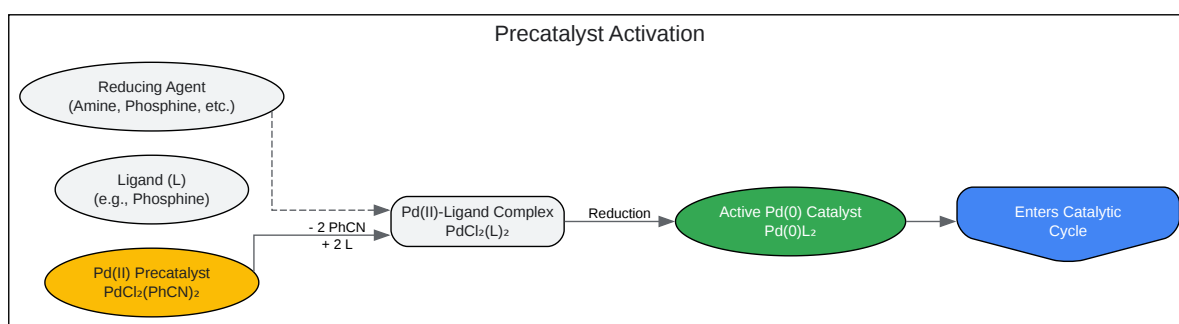 Precatalyst Activation
Reducing Agent
(Amine, Phosphine, etc.)
Ligand (L)
(e.g., Phosphine)
Pd(II) Precatalyst
PdCl₂(PhCN)₂
- 2 PhCN
+ 2 L
Pd(II)-Ligand Complex
PdCl₂(L)₂
Reduction
Active Pd(0) Catalyst
Pd(0)L₂
Enters Catalytic
Cycle